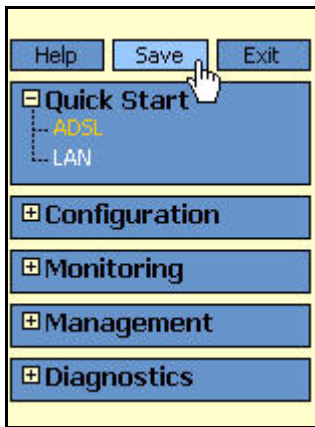 Help Save Exit
Quick Start
ADSL
LAN
Configuration
Monitoring
Management
Diagnostics